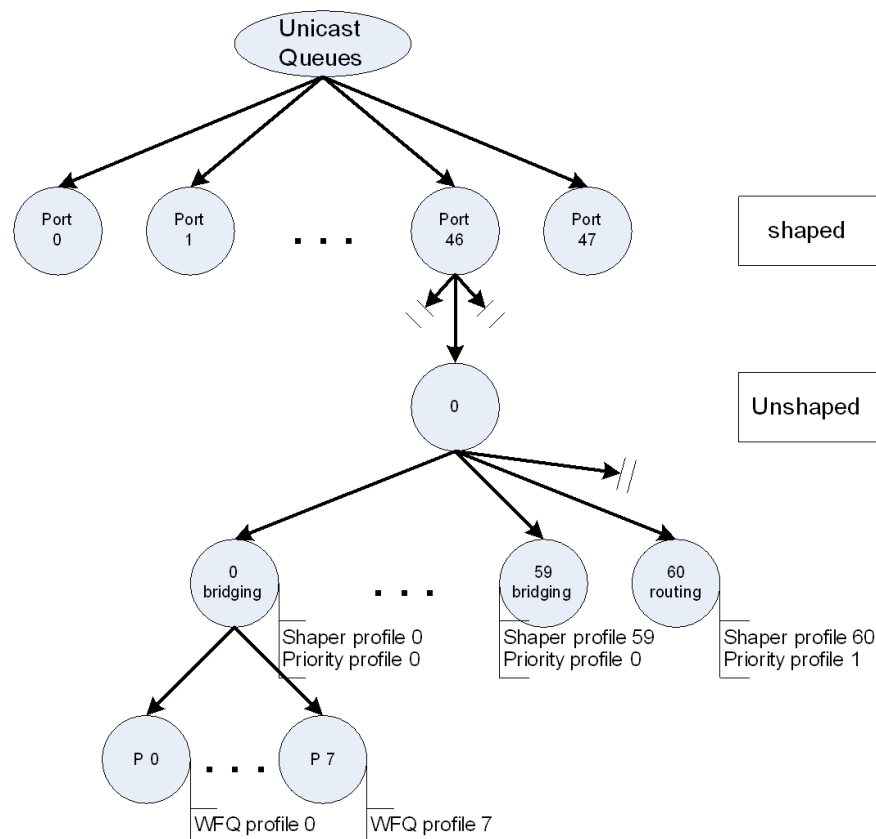 Unicast
Queues
Port
0
Port
1
. . .
Port
46
Port
47
shaped
0
Unshaped
0
bridging
. . .
59
bridging
60
routing
Shaper profile 0
Priority profile 0
Shaper profile 59
Priority profile 0
Shaper profile 60
Priority profile 1
P 0
. . .
P 7
WFQ profile 0
WFQ profile 7